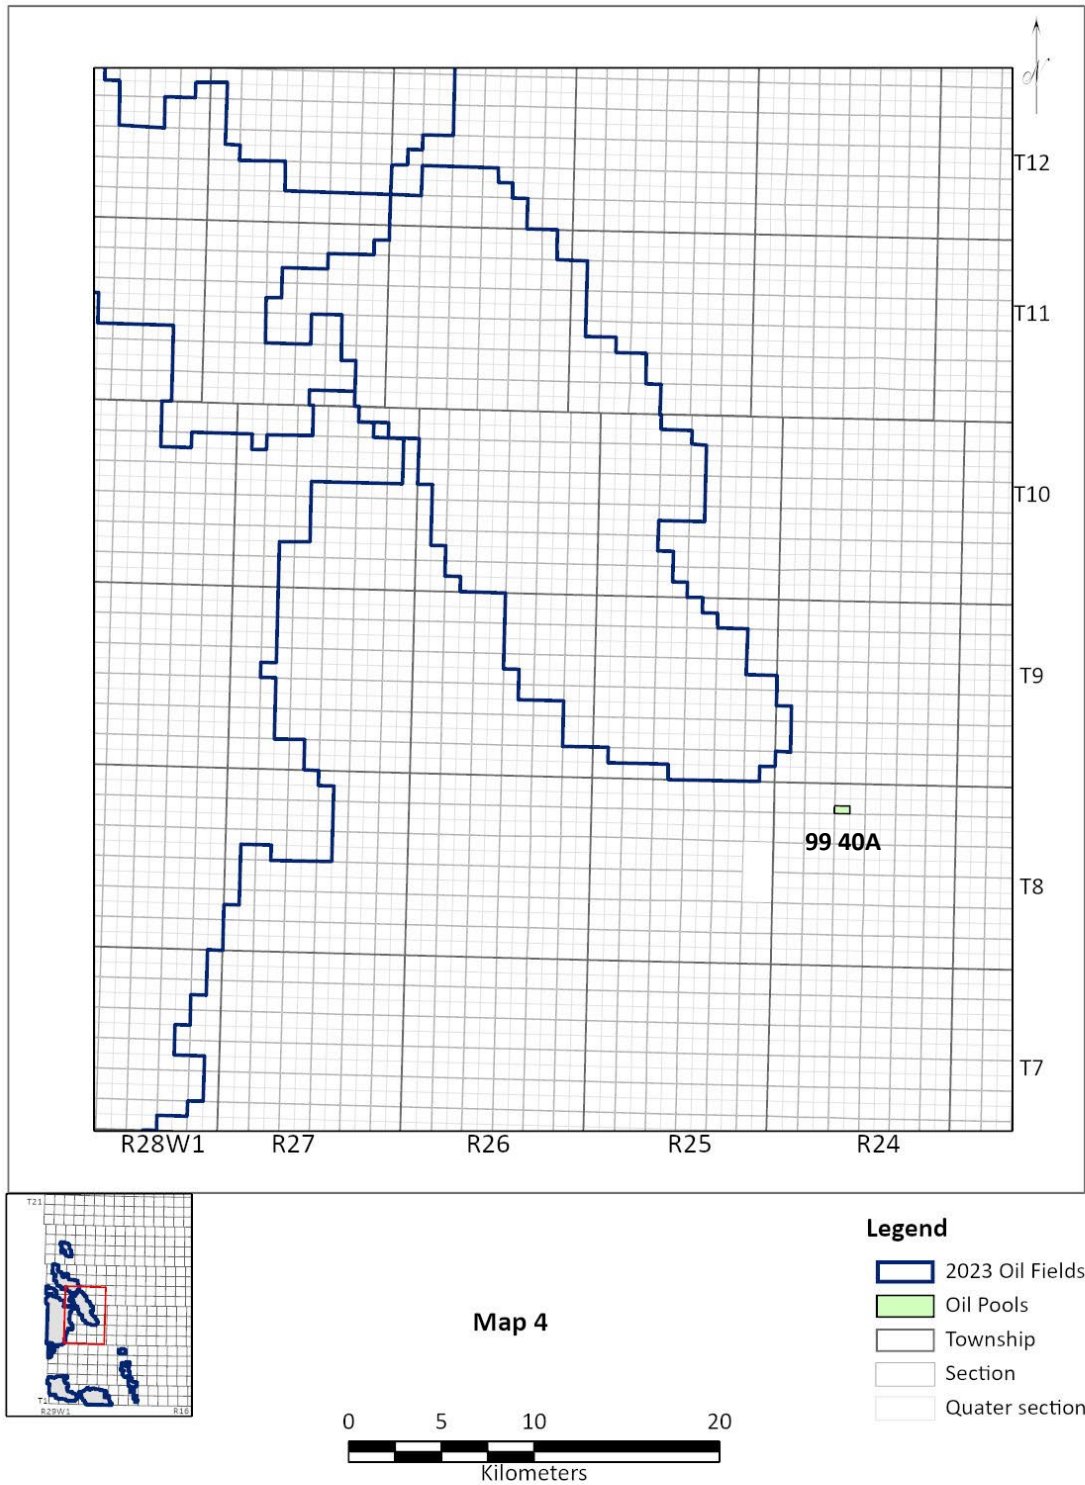 T12
T11
T10
T9
99 40A
T8
T7
R28W1 R27 R26 R25 R24
T21
T1
R29W1 R16
Map 4
Legend
2023 Oil Fields
Oil Pools
Township
Section
Quater section
0 5 10 20
Kilometers